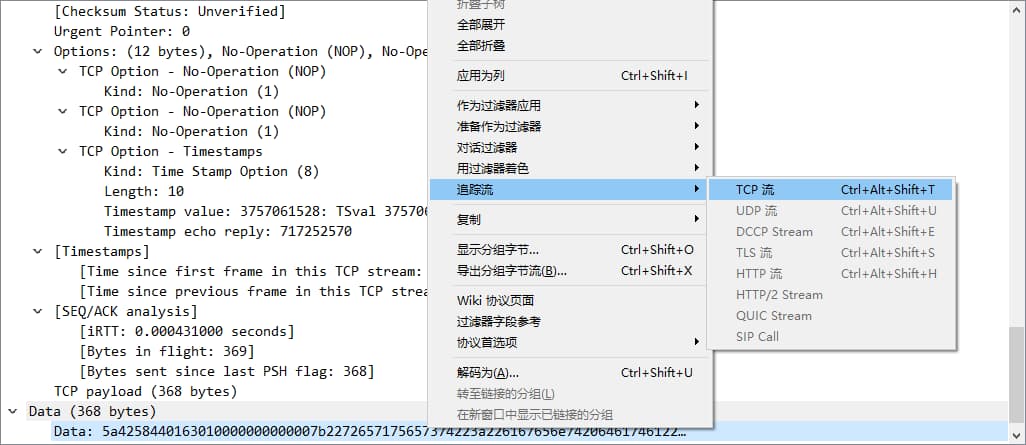 [Checksum Status: Unverified]
Urgent Pointer: 0
Options: (12 bytes), No-Operation (NOP), No-Ope
TCP Option - No-Operation (NOP)
Kind: No-Operation (1)
TCP Option - No-Operation (NOP)
Kind: No-Operation (1)
TCP Option - Timestamps
Kind: Time Stamp Option (8)
Length: 10
Timestamp value: 3757061528: TSval 375706
Timestamp echo reply: 717252570
[Timestamps]
[Time since first frame in this TCP stream:
[Time since previous frame in this TCP strea
[SEQ/ACK analysis]
[iRTT: 0.000431000 seconds]
[Bytes in flight: 369]
[Bytes sent since last PSH flag: 368]
TCP payload (368 bytes)
Data (368 bytes)
Data: 5a4258440163010000000000007b2272657175657374223a226167656e74206461746122…
折叠子树
全部展开
全部折叠
应用为列 Ctrl+Shift+I
作为过滤器应用
准备作为过滤器
对话过滤器
用过滤器着色
追踪流
复制
显示分组字节... Ctrl+Shift+O
导出分组字节流(B)... Ctrl+Shift+X
Wiki 协议页面
过滤器字段参考
协议首选项
解码为(A)... Ctrl+Shift+U
转至链接的分组(L)
在新窗口中显示已链接的分组
TCP 流 Ctrl+Alt+Shift+T
UDP 流 Ctrl+Alt+Shift+U
DCCP Stream Ctrl+Alt+Shift+E
TLS 流 Ctrl+Alt+Shift+S
HTTP 流 Ctrl+Alt+Shift+H
HTTP/2 Stream
QUIC Stream
SIP Call